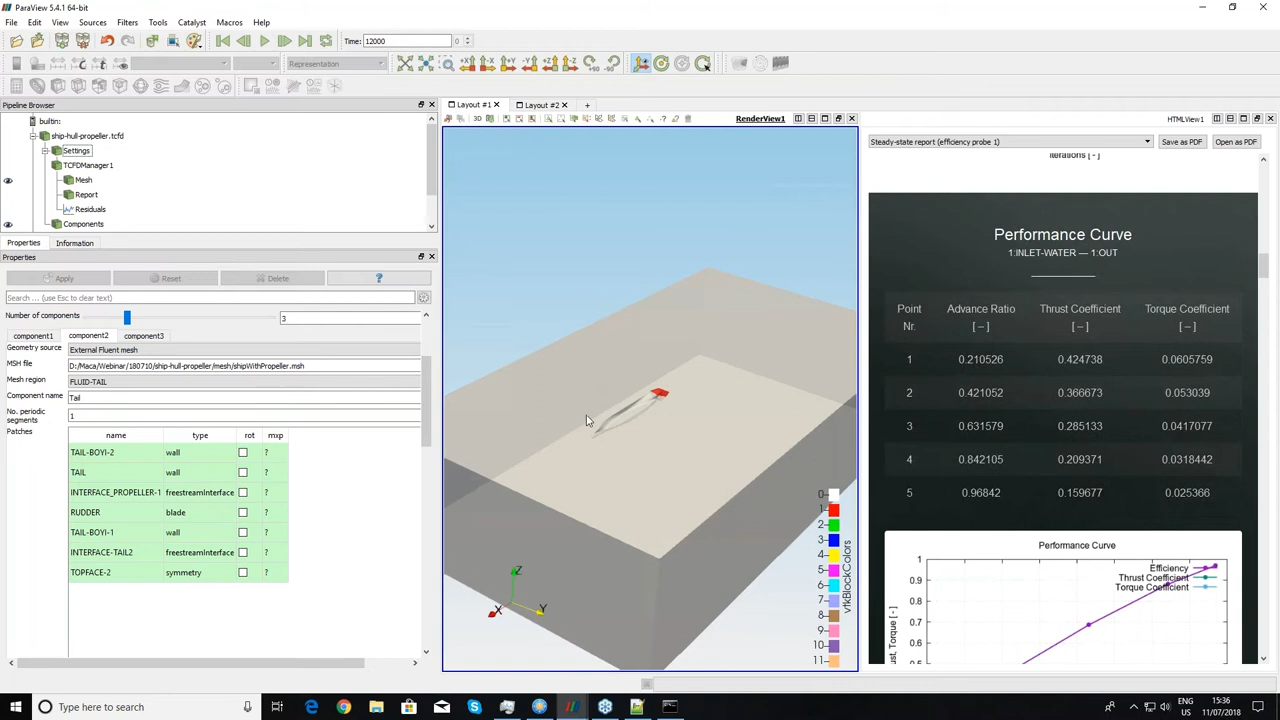 ParaView 5.4.1 64-bit
File Edit View Sources Filters Tools Catalyst Macros Help
Time: 12000 0
Representation
+X -X +Y -Y +Z -Z +90 -90
Pipeline Browser
builtin:
ship-hull-propeller.tcfd
Settings
TCFDManager1
Mesh
Report
Residuals
Components
Properties Information
Properties
Apply Reset Delete ?
Search ... (use Esc to clear text)
Number of components 3
component1 component2 component3
Geometry source External Fluent mesh
MSH file D:/Maca/Webinar/180710/ship-hull-propeller/mesh/shipWithPropeller.msh
Mesh region FLUID-TAIL
Component name Tail
No. periodic
segments 1
Patches
name type rot mxp
TAIL-BOYI-2 wall ?
TAIL wall ?
INTERFACE_PROPELLER-1 freestreamInterface ?
RUDDER blade ?
TAIL-BOYI-1 wall ?
INTERFACE-TAIL2 freestreamInterface ?
TOPFACE-2 symmetry ?
Layout #1 Layout #2 +
3D RenderView1
Z
X Y
0
1
2
3
4
5
6
7
8
9
10
11
vtkBlockColors
HTMLView1
Steady-state report (efficiency probe 1) Save as PDF Open as PDF
Iterations [-]
Performance Curve
1:INLET-WATER — 1:OUT
Point Advance Ratio Thrust Coefficient Torque Coefficient
Nr. [ – ] [ – ] [ – ]
1 0.210526 0.424738 0.0605759
2 0.421052 0.366673 0.053039
3 0.631579 0.285133 0.0417077
4 0.842105 0.209371 0.0318442
5 0.96842 0.159677 0.025366
Performance Curve
Efficiency
Thrust Coefficient
Torque Coefficient
1
0.9
0.8
0.7
0.6
0.5
ust, Torque [-]
Type here to search
ENG
US
15:36
11/07/2018